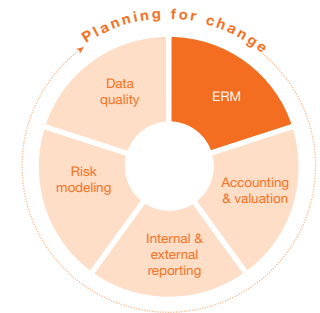 Planning for change
Data
quality
ERM
Risk
modeling
Accounting
& valuation
Internal &
external
reporting